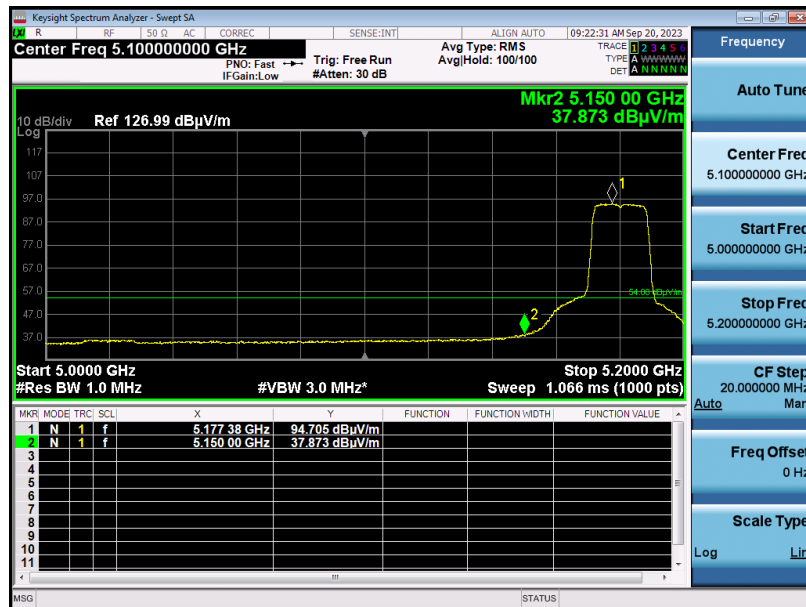 Keysight Spectrum Analyzer - Swept SA
R RF 50 Ω AC CORREC SENSE:INT ALIGN AUTO 09:22:31 AM Sep 20, 2023
Center Freq 5.100000000 GHz
PNO: Fast
IFGain:Low
Trig: Free Run
#Atten: 30 dB
Avg Type: RMS
Avg|Hold: 100/100
TRACE 1 2 3 4 5 6
TYPE A WWWWW
DET A N N N N N
Frequency
Auto Tune
Center Freq
5.100000000 GHz
Start Freq
5.000000000 GHz
Stop Freq
5.200000000 GHz
CF Step
20.000000 MHz
Auto Man
Freq Offset
0 Hz
Scale Type
Log Lin
Mkr2 5.150 00 GHz
37.873 dBµV/m
10 dB/div Ref 126.99 dBµV/m
Log
117
107
97.0
87.0
77.0
67.0
57.0
47.0
37.0
1
2
54.00 dBµV/m
Start 5.0000 GHz Stop 5.2000 GHz
#Res BW 1.0 MHz #VBW 3.0 MHz* Sweep 1.066 ms (1000 pts)
MKR MODE TRC SCL X Y FUNCTION FUNCTION WIDTH FUNCTION VALUE
1 N 1 f 5.177 38 GHz 94.705 dBµV/m
2 N 1 f 5.150 00 GHz 37.873 dBµV/m
3
4
5
6
7
8
9
10
11
MSG STATUS